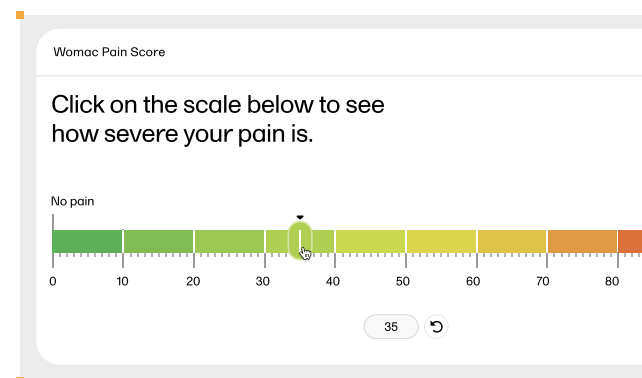 Womac Pain Score
Click on the scale below to see
how severe your pain is.
No pain
0 10 20 30 40 50 60 70 80
35